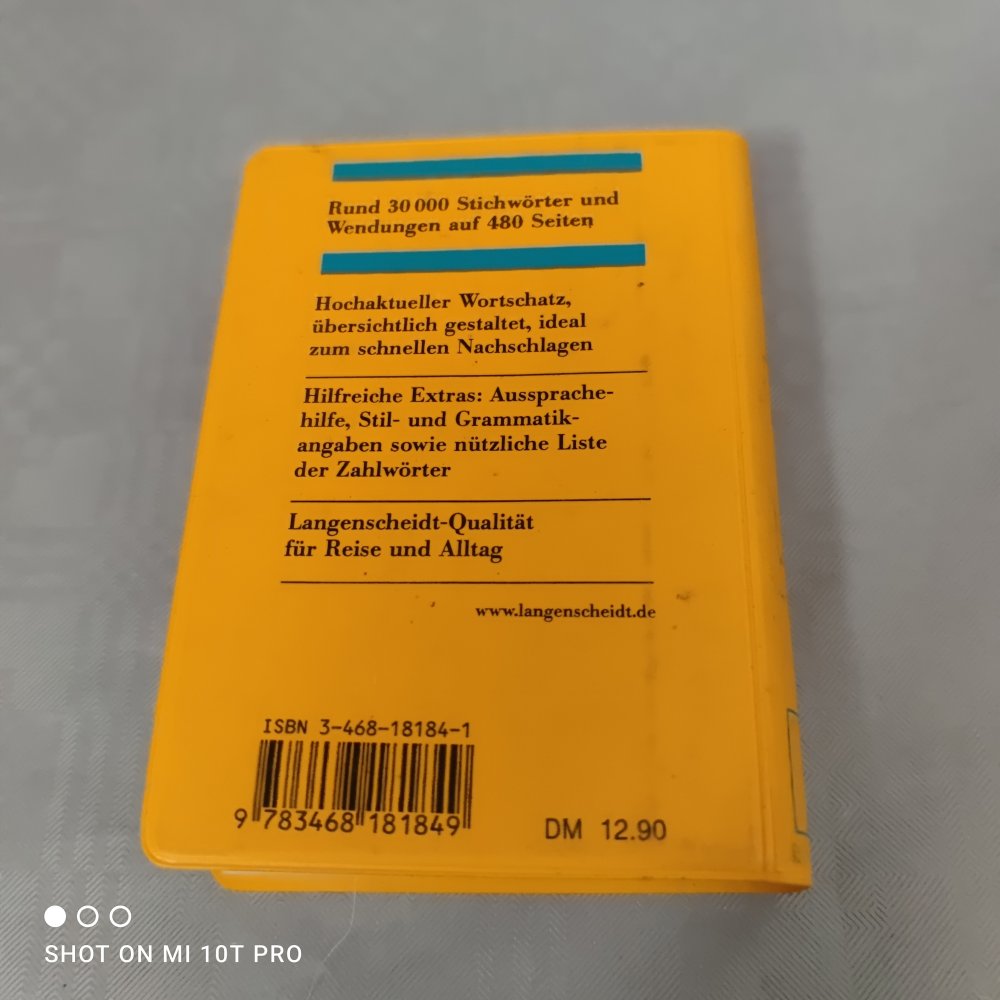 Rund 30 000 Stichwörter und
Wendungen auf 480 Seiten
Hochaktueller Wortschatz,
übersichtlich gestaltet, ideal
zum schnellen Nachschlagen
Hilfreiche Extras: Aussprache-
hilfe, Stil- und Grammatik-
angaben sowie nützliche Liste
der Zahlwörter
Langenscheidt-Qualität
für Reise und Alltag
www.langenscheidt.de
ISBN 3-468-18184-1
9 783468 181849
DM 12.90
SHOT ON MI 10T PRO